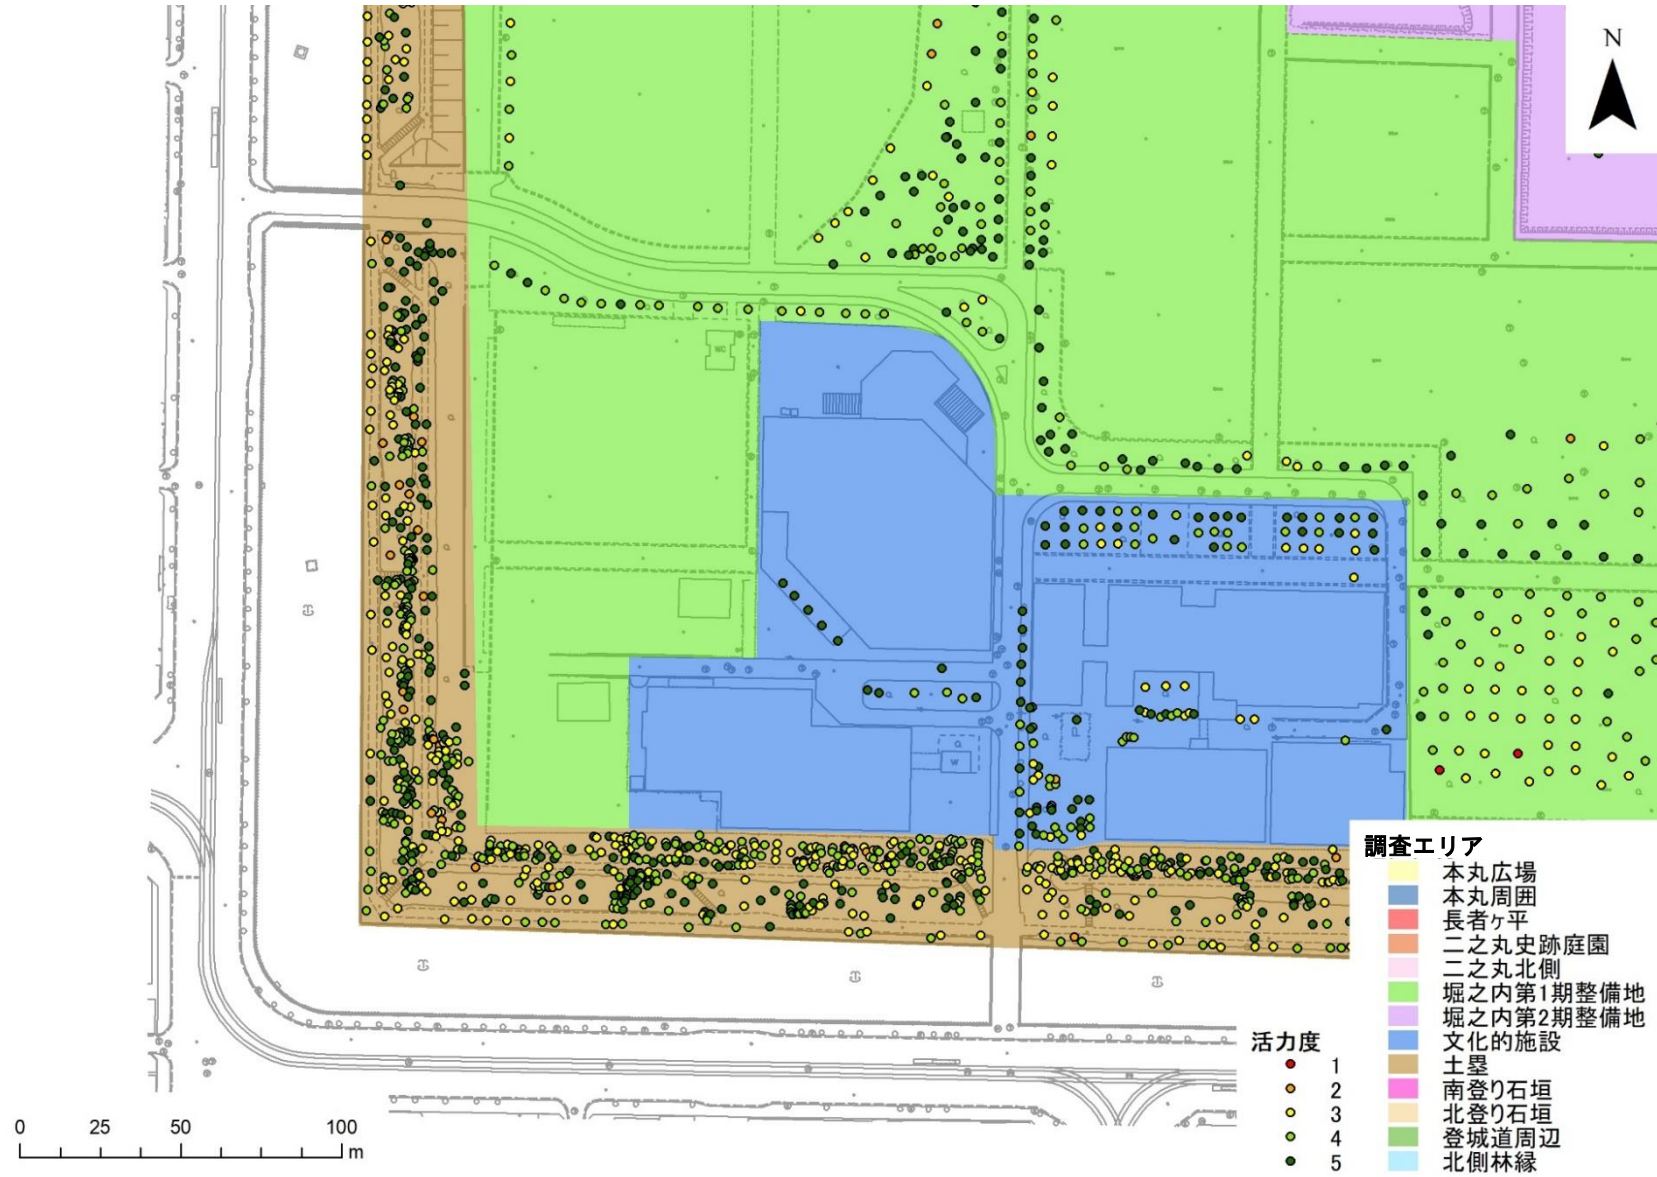 N
WC
W
P
調査エリア
本丸広場
本丸周囲
長者ヶ平
二之丸史跡庭園
二之丸北側
堀之内第1期整備地
堀之内第2期整備地
文化的施設
土塁
南登り石垣
北登り石垣
登城道周辺
北側林縁
活力度
1
2
3
4
5
0 25 50 100
m